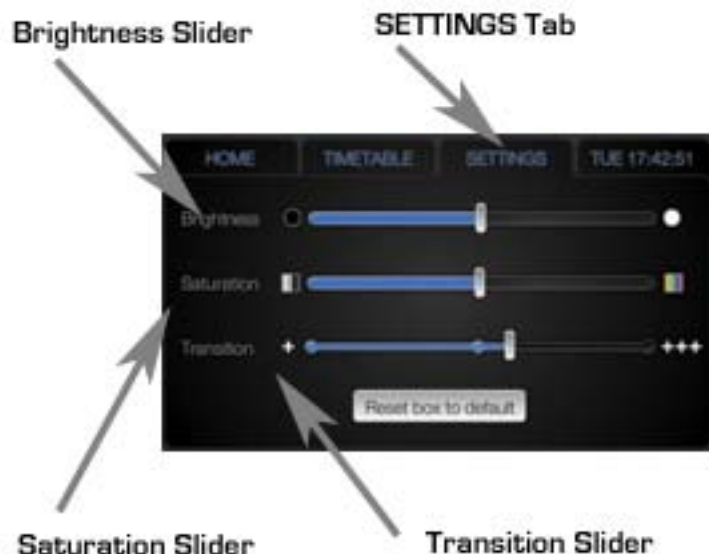 Brightness Slider
SETTINGS Tab
HOME TIMETABLE SETTINGS TUE 17:42:51
Brightness
Saturation
Transition + +++
Reset box to default
Saturation Slider
Transition Slider